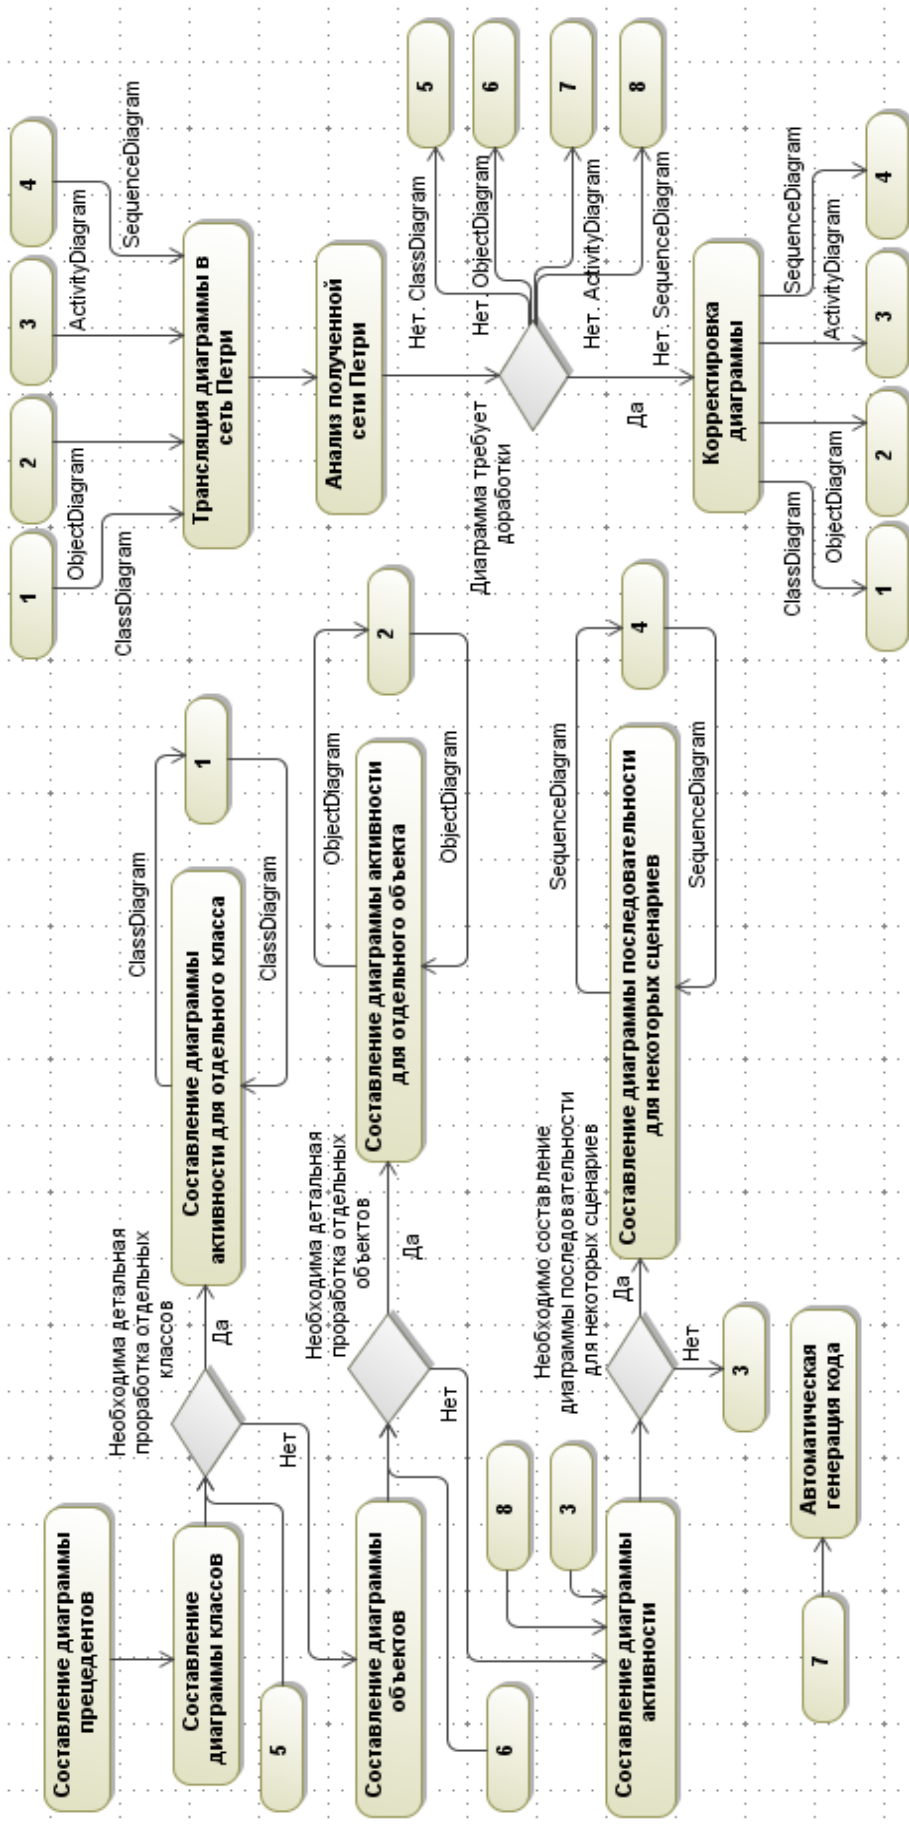 Составление диаграммы
прецедентов
Составление
диаграммы классов
5
Необходима детальная
проработка отдельных
классов
Да
Нет
Составление диаграммы
активности для отдельного класса
ClassDiagram
1
ClassDiagram
Составление диаграммы
объектов
6
Необходима детальная
проработка отдельных
объектов
Да
Нет
Составление диаграммы активности
для отдельного объекта
ObjectDiagram
2
ObjectDiagram
8
3
Составление диаграммы
активности
Необходимо составление
диаграммы последовательности
для некоторых сценариев
Да
Нет
3
Составление диаграммы последовательности
для некоторых сценариев
SequenceDiagram
4
SequenceDiagram
7
Автоматическая
генерация кода
1
2
3
4
ClassDiagram
ObjectDiagram
ActivityDiagram
SequenceDiagram
Трансляция диаграммы в
сеть Петри
Анализ полученной
сети Петри
Диаграмма требует
доработки
Нет. ClassDiagram
Нет. ObjectDiagram
Нет. ActivityDiagram
Нет. SequenceDiagram
5
6
7
8
Да
Корректировка
диаграммы
ClassDiagram
ObjectDiagram
ActivityDiagram
SequenceDiagram
1
2
3
4